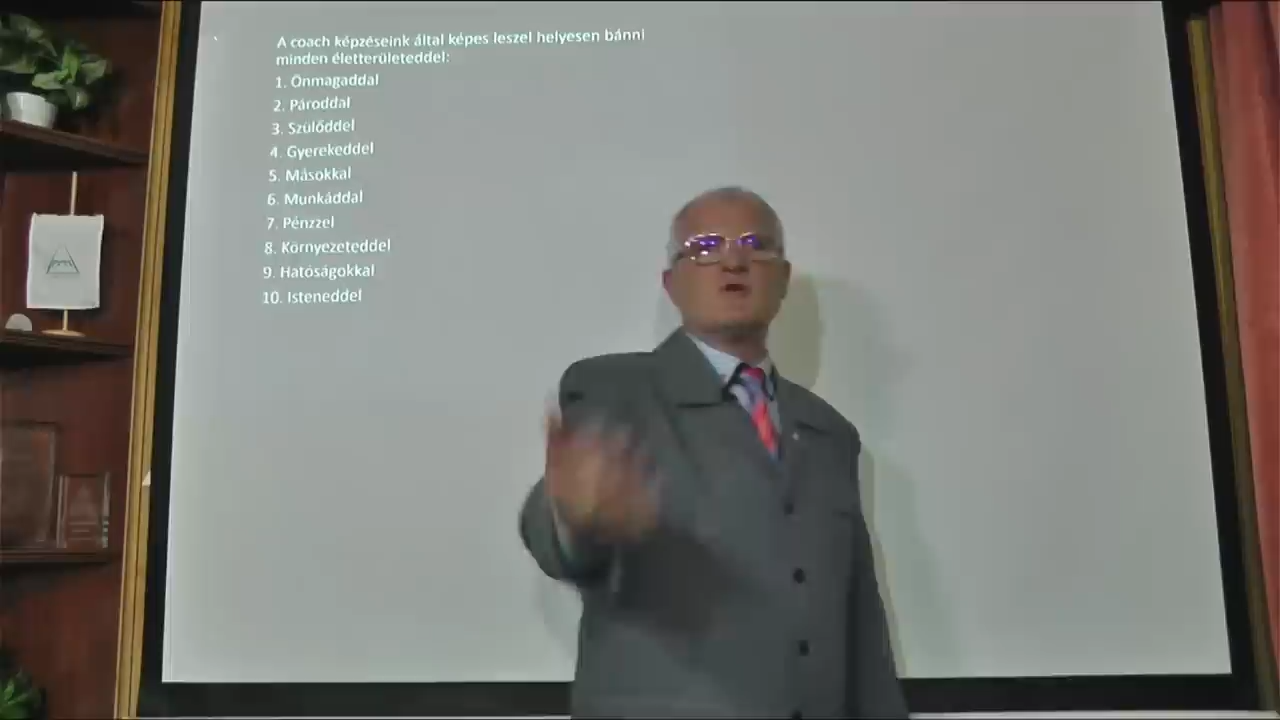 A coach képzéseink által képes leszel helyesen bánni
minden életterületeddel:
1. Önmagaddal
2. Pároddal
3. Szülőddel
4. Gyerekeddel
5. Másokkal
6. Munkáddal
7. Pénzzel
8. Környezeteddel
9. Hatóságokkal
10. Isteneddel